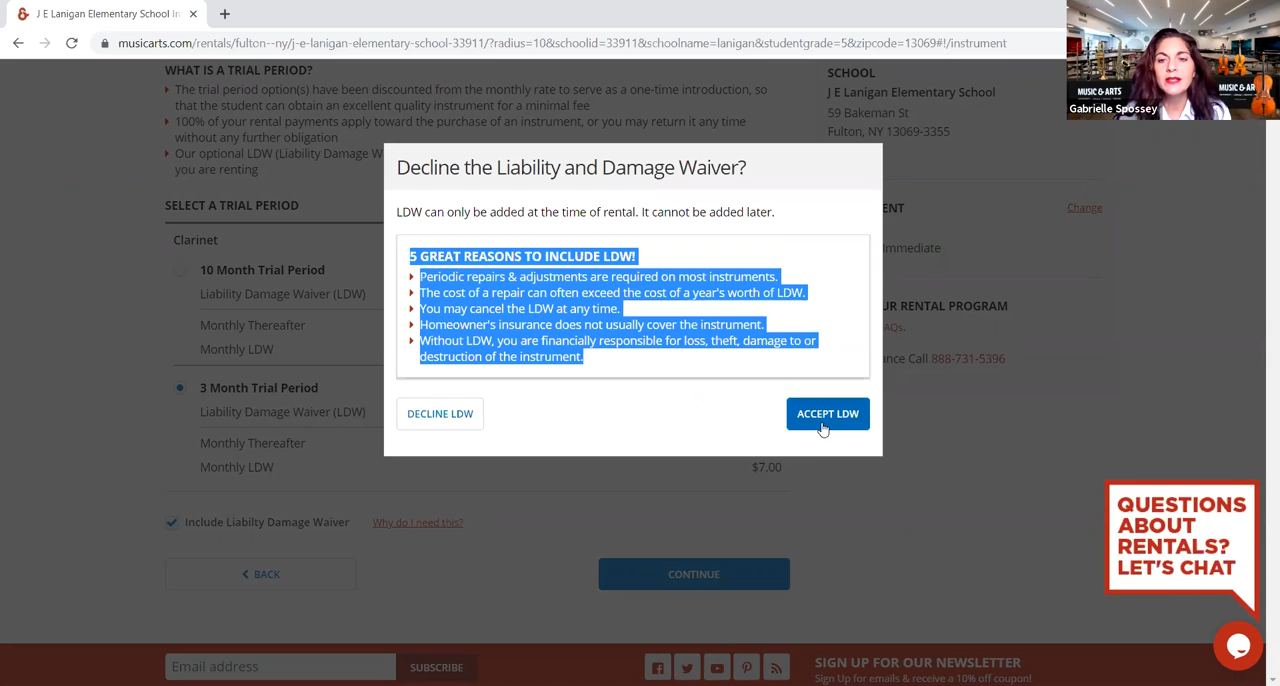 J E Lanigan Elementary School In
musicarts.com/rentals/fulton--ny/j-e-lanigan-elementary-school-33911/?radius=10&schoolid=33911&schoolname=lanigan&studentgrade=5&zipcode=13069#!/instrument
MUSIC & ARTS
MUSIC & AR
Gabrielle Spossey
WHAT IS A TRIAL PERIOD?
The trial period option(s) have been discounted from the monthly rate to serve as a one-time introduction, so
that the student can obtain an excellent quality instrument for a minimal fee
100% of your rental payments apply toward the purchase of an instrument, or you may return it any time
without any further obligation
Our optional LDW (Liability Damage W
you are renting
SELECT A TRIAL PERIOD
Clarinet
10 Month Trial Period
Liability Damage Waiver (LDW)
Monthly Thereafter
Monthly LDW
3 Month Trial Period
Liability Damage Waiver (LDW)
Monthly Thereafter
Monthly LDW
$7.00
Include Liabilty Damage Waiver
Why do I need this?
BACK
CONTINUE
Decline the Liability and Damage Waiver?
LDW can only be added at the time of rental. It cannot be added later.
5 GREAT REASONS TO INCLUDE LDW!
Periodic repairs & adjustments are required on most instruments.
The cost of a repair can often exceed the cost of a year's worth of LDW.
You may cancel the LDW at any time.
Homeowner's insurance does not usually cover the instrument.
Without LDW, you are financially responsible for loss, theft, damage to or
destruction of the instrument.
DECLINE LDW
ACCEPT LDW
SCHOOL
J E Lanigan Elementary School
59 Bakeman St
Fulton, NY 13069-3355
ENT
Change
Immediate
UR RENTAL PROGRAM
AQs.
nce Call 888-731-5396
QUESTIONS
ABOUT
RENTALS?
LET'S CHAT
Email address
SUBSCRIBE
SIGN UP FOR OUR NEWSLETTER
Sign Up for emails & receive a 10% off coupon!